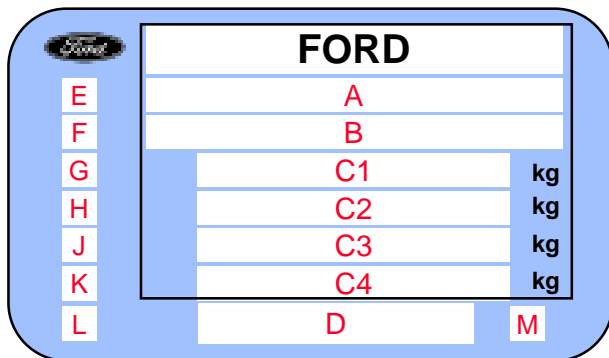 Ford FORD
E A
F B
G C1 kg
H C2 kg
J C3 kg
K C4 kg
L D M